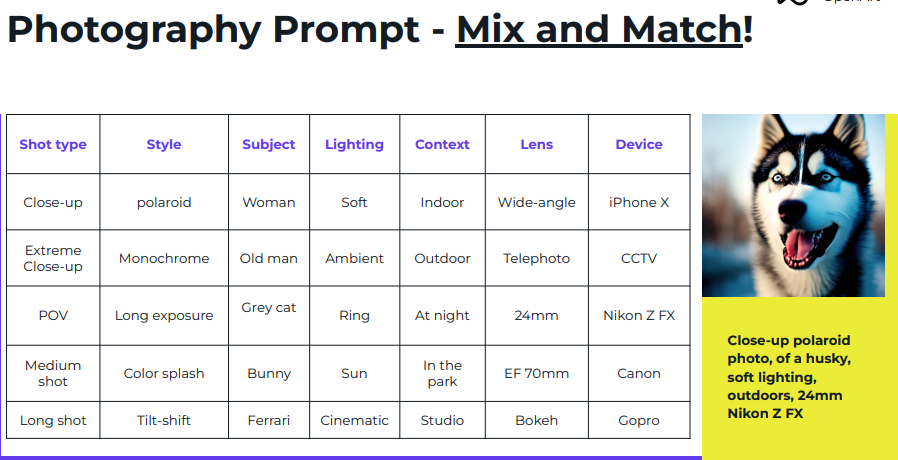 Photography Prompt - Mix and Match!
Shot type Style Subject Lighting Context Lens Device
Close-up polaroid Woman Soft Indoor Wide-angle iPhone X
Extreme Close-up Monochrome Old man Ambient Outdoor Telephoto CCTV
POV Long exposure Grey cat Ring At night 24mm Nikon Z FX
Medium shot Color splash Bunny Sun In the park EF 70mm Canon
Long shot Tilt-shift Ferrari Cinematic Studio Bokeh Gopro
Close-up polaroid
photo, of a husky,
soft lighting,
outdoors, 24mm
Nikon Z FX